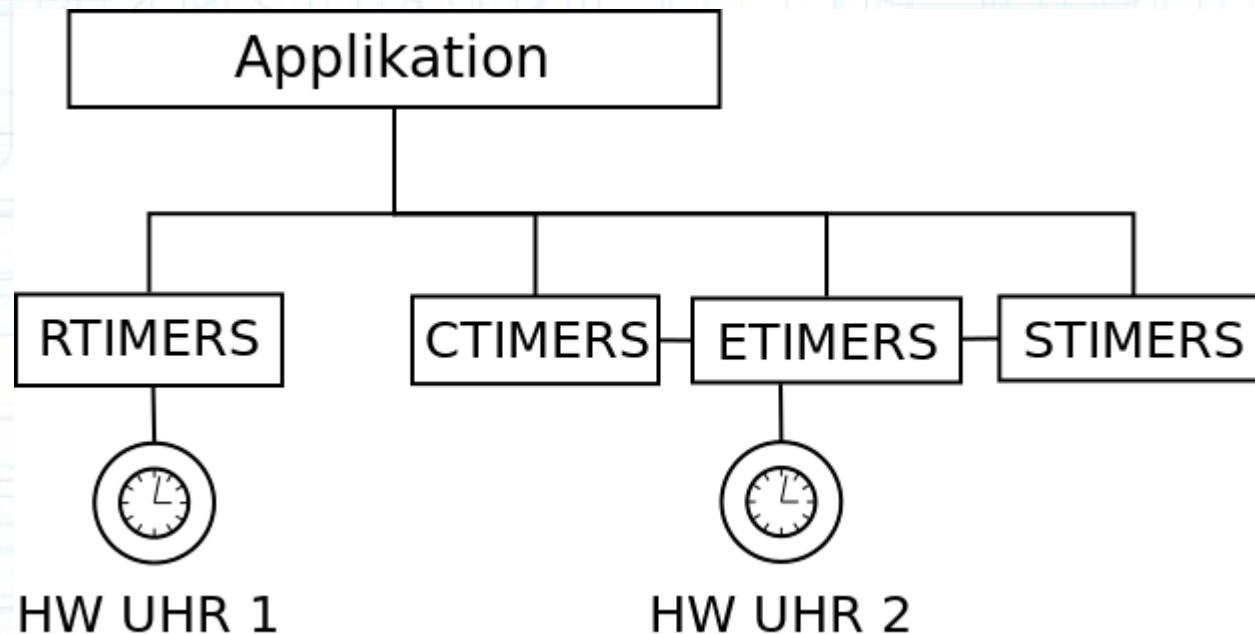 Applikation
RTIMERS
CTIMERS
ETIMERS
STIMERS
HW UHR 1
HW UHR 2